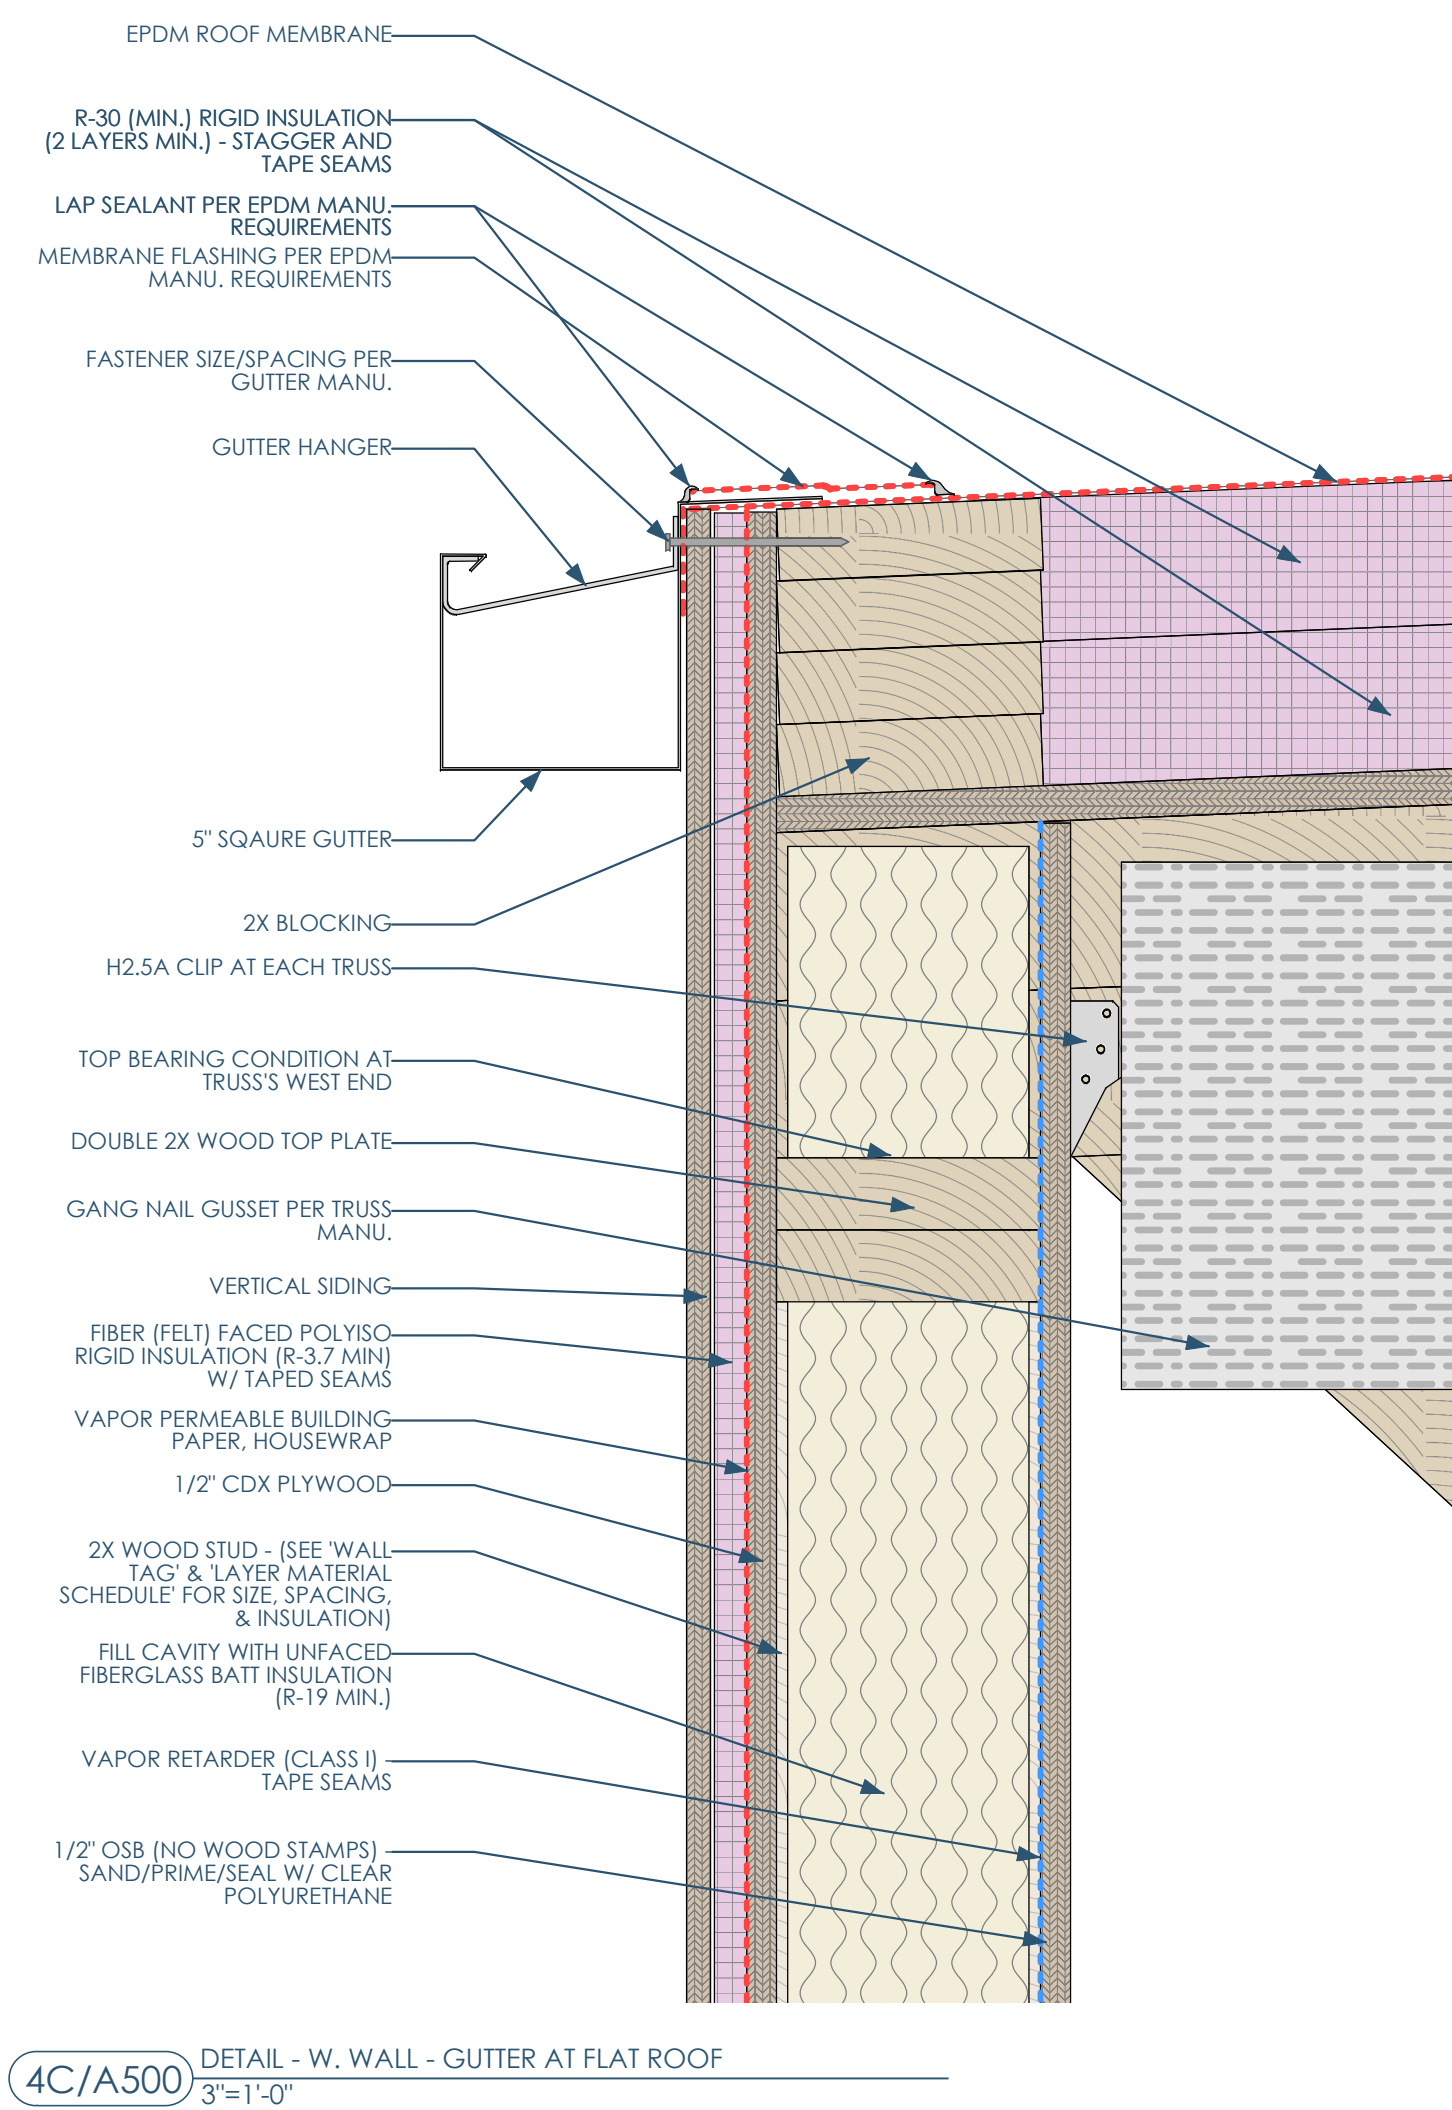 EPDM ROOF MEMBRANE
R-30 (MIN.) RIGID INSULATION
(2 LAYERS MIN.) - STAGGER AND
TAPE SEAMS
LAP SEALANT PER EPDM MANU.
REQUIREMENTS
MEMBRANE FLASHING PER EPDM
MANU. REQUIREMENTS
FASTENER SIZE/SPACING PER
GUTTER MANU.
GUTTER HANGER
5" SQAURE GUTTER
2X BLOCKING
H2.5A CLIP AT EACH TRUSS
TOP BEARING CONDITION AT
TRUSS'S WEST END
DOUBLE 2X WOOD TOP PLATE
GANG NAIL GUSSET PER TRUSS
MANU.
VERTICAL SIDING
FIBER (FELT) FACED POLYISO
RIGID INSULATION (R-3.7 MIN)
W/ TAPED SEAMS
VAPOR PERMEABLE BUILDING
PAPER, HOUSEWRAP
1/2" CDX PLYWOOD
2X WOOD STUD - (SEE 'WALL
TAG' & 'LAYER MATERIAL
SCHEDULE' FOR SIZE, SPACING,
& INSULATION)
FILL CAVITY WITH UNFACED
FIBERGLASS BATT INSULATION
(R-19 MIN.)
VAPOR RETARDER (CLASS I) -
TAPE SEAMS
1/2" OSB (NO WOOD STAMPS) -
SAND/PRIME/SEAL W/ CLEAR
POLYURETHANE
4C/A500
DETAIL - W. WALL - GUTTER AT FLAT ROOF
3"=1'-0"